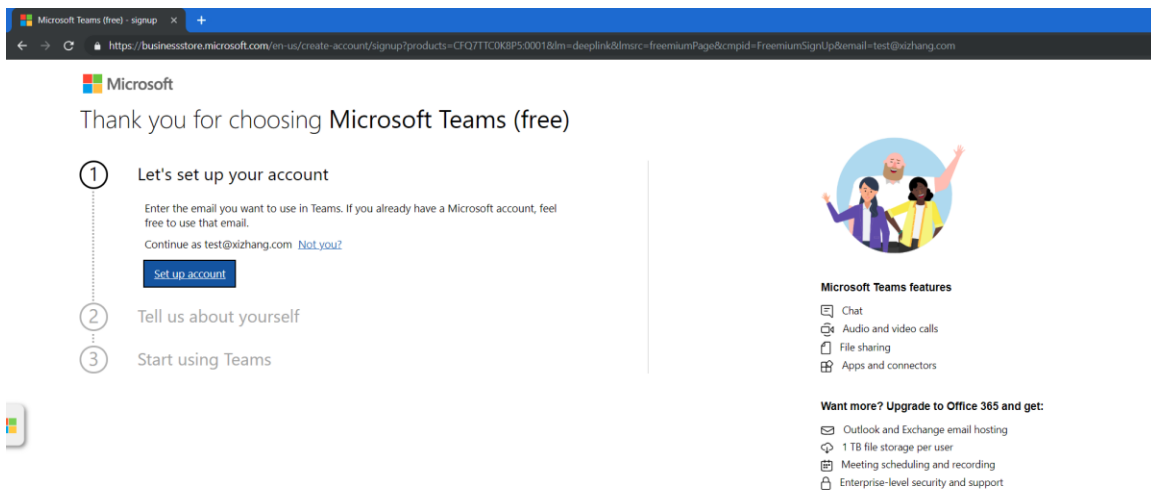 Microsoft Teams (free) - signup
https://businessstore.microsoft.com/en-us/create-account/signup?products=CFQ7TTC0K8P5:0001&lm=deeplink&lmsrc=freemiumPage&cmpid=FreemiumSignUp&email=test@xizhang.com
Microsoft
Thank you for choosing Microsoft Teams (free)
1 Let's set up your account
Enter the email you want to use in Teams. If you already have a Microsoft account, feel
free to use that email.
Continue as test@xizhang.com Not you?
Set up account
2 Tell us about yourself
3 Start using Teams
Microsoft Teams features
Chat
Audio and video calls
File sharing
Apps and connectors
Want more? Upgrade to Office 365 and get:
Outlook and Exchange email hosting
1 TB file storage per user
Meeting scheduling and recording
Enterprise-level security and support